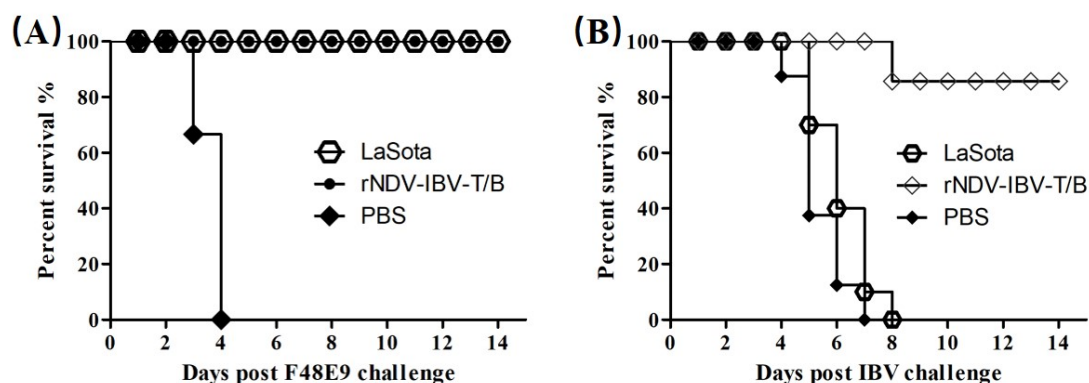 (A)
Percent survival %
100
80
60
40
20
0
0 2 4 6 8 10 12 14
Days post F48E9 challenge
LaSota
rNDV-IBV-T/B
PBS
(B)
Percent survival %
100
80
60
40
20
0
0 2 4 6 8 10 12 14
Days post IBV challenge
LaSota
rNDV-IBV-T/B
PBS